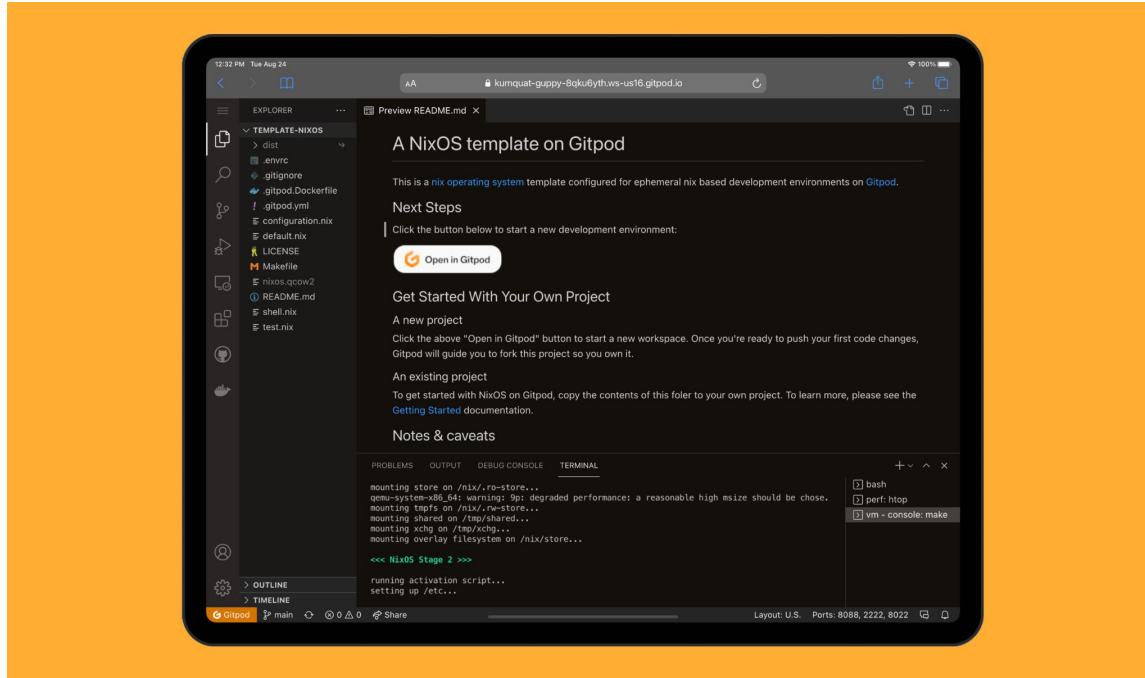 12:32 PM Tue Aug 24
100%
AA
kumquat-guppy-8qku6yth.ws-us16.gitpod.io
EXPLORER
TEMPLATE-NIXOS
dist
.envrc
.gitignore
.gitpod.Dockerfile
.gitpod.yml
configuration.nix
default.nix
LICENSE
Makefile
nixos.qcow2
README.md
shell.nix
test.nix
OUTLINE
TIMELINE
Preview README.md
A NixOS template on Gitpod
This is a nix operating system template configured for ephemeral nix based development environments on Gitpod.
Next Steps
Click the button below to start a new development environment:
Open in Gitpod
Get Started With Your Own Project
A new project
Click the above "Open in Gitpod" button to start a new workspace. Once you're ready to push your first code changes,
Gitpod will guide you to fork this project so you own it.
An existing project
To get started with NixOS on Gitpod, copy the contents of this foler to your own project. To learn more, please see the
Getting Started documentation.
Notes & caveats
PROBLEMS OUTPUT DEBUG CONSOLE TERMINAL
mounting store on /nix/.ro-store...
qemu-system-x86_64: warning: 9p: degraded performance: a reasonable high msize should be chose.
mounting tmpfs on /nix/.rw-store...
mounting shared on /tmp/shared...
mounting xchg on /tmp/xchg...
mounting overlay filesystem on /nix/store...
<<< NixOS Stage 2 >>>
running activation script...
setting up /etc...
bash
perf: htop
vm - console: make
Gitpod main 0 0 Share Layout: U.S. Ports: 8088, 2222, 8022